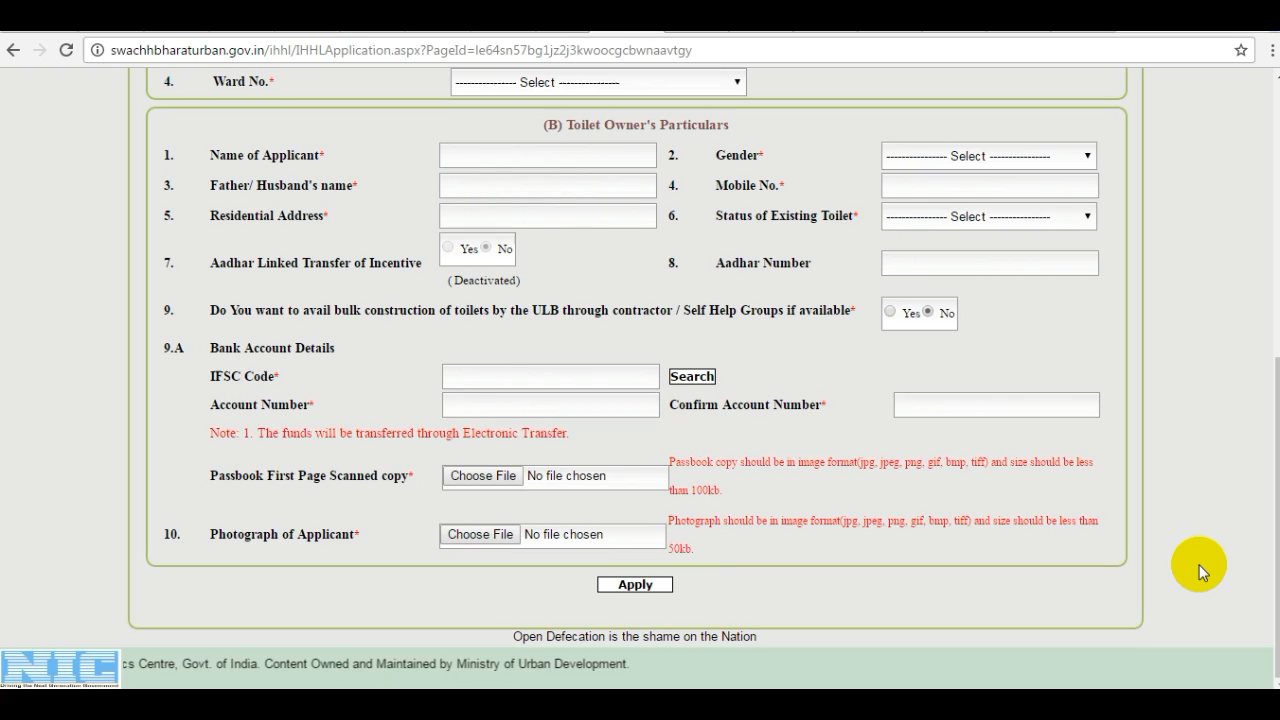 swachhbharaturban.gov.in/ihhl/IHHLApplication.aspx?PageId=le64sn57bg1jz2j3kwoocgcbwnaavtgy
4. Ward No.* ---------------- Select ----------------
(B) Toilet Owner's Particulars
1. Name of Applicant* 2. Gender* ---------------- Select ----------------
3. Father/ Husband's name* 4. Mobile No.*
5. Residential Address* 6. Status of Existing Toilet* ---------------- Select ----------------
7. Aadhar Linked Transfer of Incentive Yes No 8. Aadhar Number
( Deactivated)
9. Do You want to avail bulk construction of toilets by the ULB through contractor / Self Help Groups if available* Yes No
9.A Bank Account Details
IFSC Code* Search
Account Number* Confirm Account Number*
Note: 1. The funds will be transferred through Electronic Transfer.
Passbook First Page Scanned copy* Choose File No file chosen Passbook copy should be in image format(jpg, jpeg, png, gif, bmp, tiff) and size should be less
than 100kb.
10. Photograph of Applicant* Choose File No file chosen Photograph should be in image format(jpg, jpeg, png, gif, bmp, tiff) and size should be less than
50kb.
Apply
Open Defecation is the shame on the Nation
NIC cs Centre, Govt. of India. Content Owned and Maintained by Ministry of Urban Development.
Driving the Next Generation Government